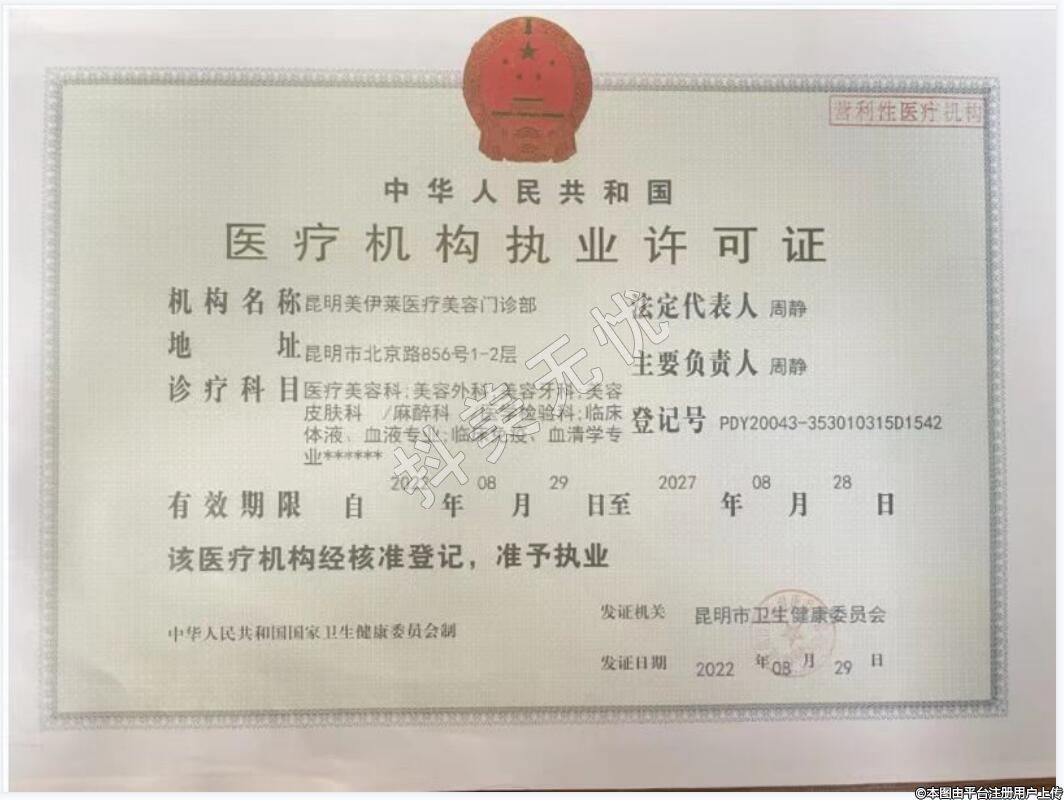 营利性医疗机构
中华人民共和国
医疗机构执业许可证
机构名称 昆明美伊莱医疗美容门诊部 法定代表人 周静
地址 昆明市北京路856号1-2层
主要负责人 周静
诊疗科目 医疗美容科;美容外科;美容牙科;美容
皮肤科 /麻醉科 /医学检验科;临床
体液、血液专业;临床免疫、血清学专
业******
登记号 PDY20043-353010315D1542
有效期限 自 2022 年 08 月 29 日至 2027 年 08 月 28 日
该医疗机构经核准登记，准予执业
中华人民共和国国家卫生健康委员会制
发证机关 昆明市卫生健康委员会
发证日期 2022 年 08 月 29 日
抖美无忧
©本图由平台注册用户上传